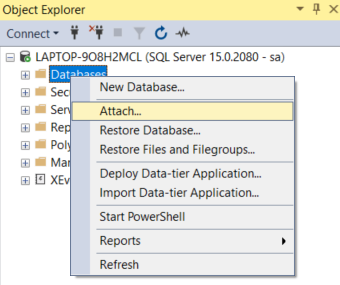 Object Explorer
Connect
LAPTOP-9O8H2MCL (SQL Server 15.0.2080 - sa)
Databases
New Database...
Attach...
Restore Database...
Restore Files and Filegroups...
Deploy Data-tier Application...
Import Data-tier Application...
Start PowerShell
Reports
Refresh
Sec
Serv
Rep
Poly
Mar
XEv